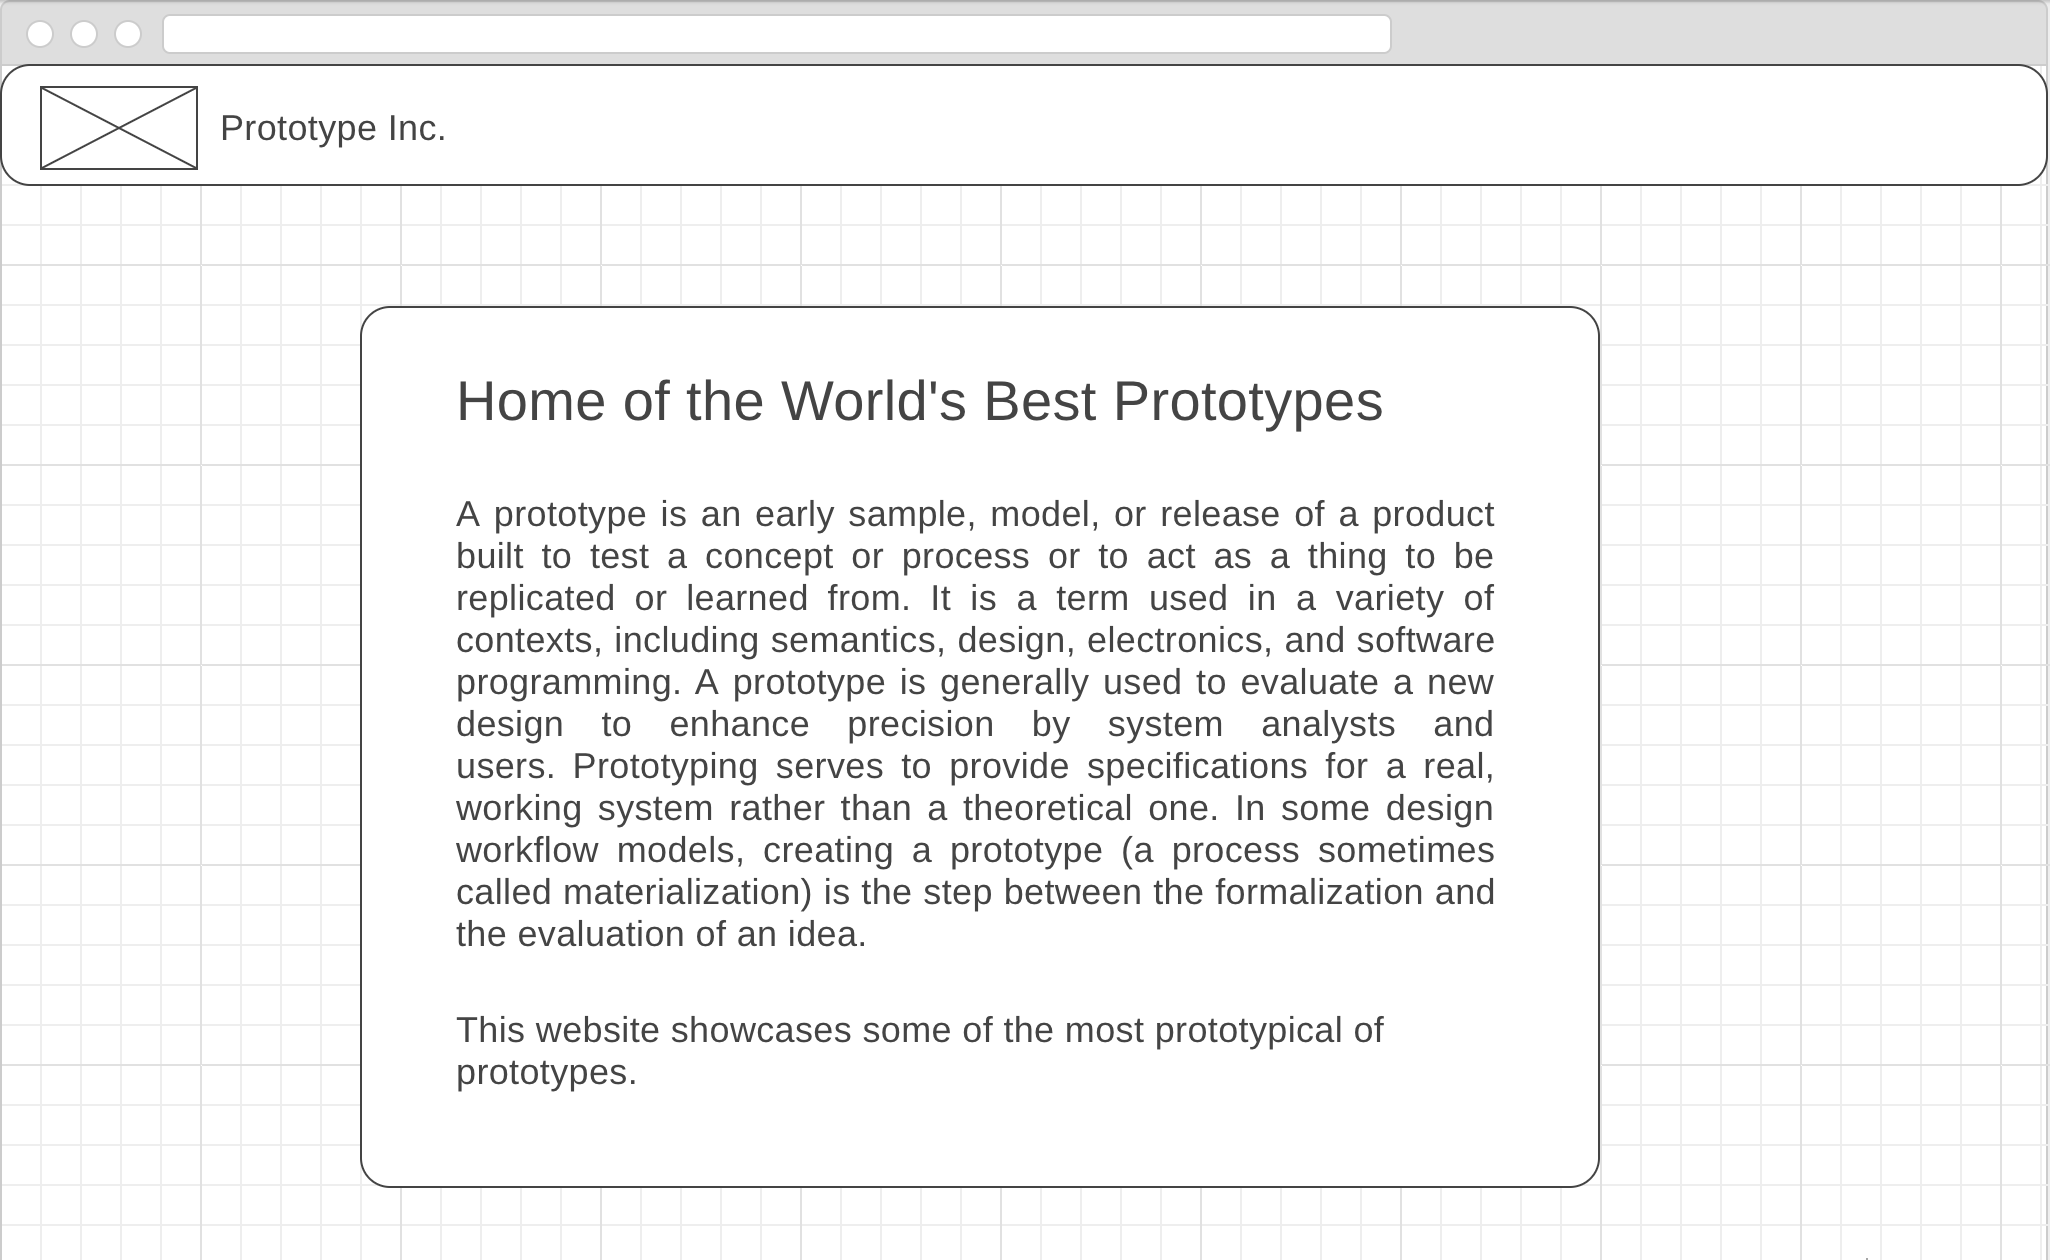 Prototype Inc.
Home of the World's Best Prototypes
A prototype is an early sample, model, or release of a product
built to test a concept or process or to act as a thing to be
replicated or learned from. It is a term used in a variety of
contexts, including semantics, design, electronics, and software
programming. A prototype is generally used to evaluate a new
design to enhance precision by system analysts and
users. Prototyping serves to provide specifications for a real,
working system rather than a theoretical one. In some design
workflow models, creating a prototype (a process sometimes
called materialization) is the step between the formalization and
the evaluation of an idea.
This website showcases some of the most prototypical of
prototypes.